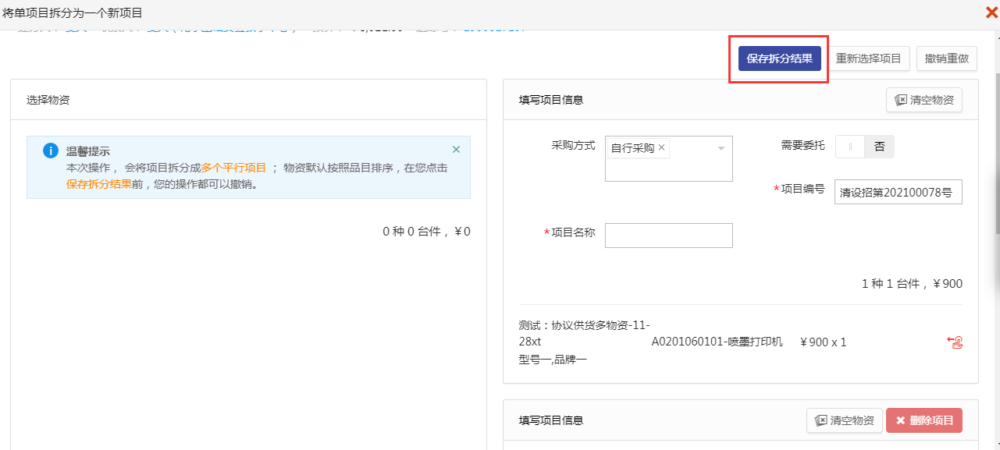 将单项目拆分为一个新项目
保存拆分结果
重新选择项目
撤销重做
选择物资
温馨提示
本次操作， 会将项目拆分成多个平行项目 ； 物资默认按照品目排序，在您点击
保存拆分结果前，您的操作都可以撤销。
0 种 0 台件，￥0
填写项目信息
清空物资
采购方式
自行采购
需要委托
否
*项目编号
清设招第202100078号
*项目名称
1 种 1 台件，￥900
测试：协议供货多物资-11-
28xt
型号一,品牌一
A0201060101-喷墨打印机
￥900 x 1
填写项目信息
清空物资
删除项目